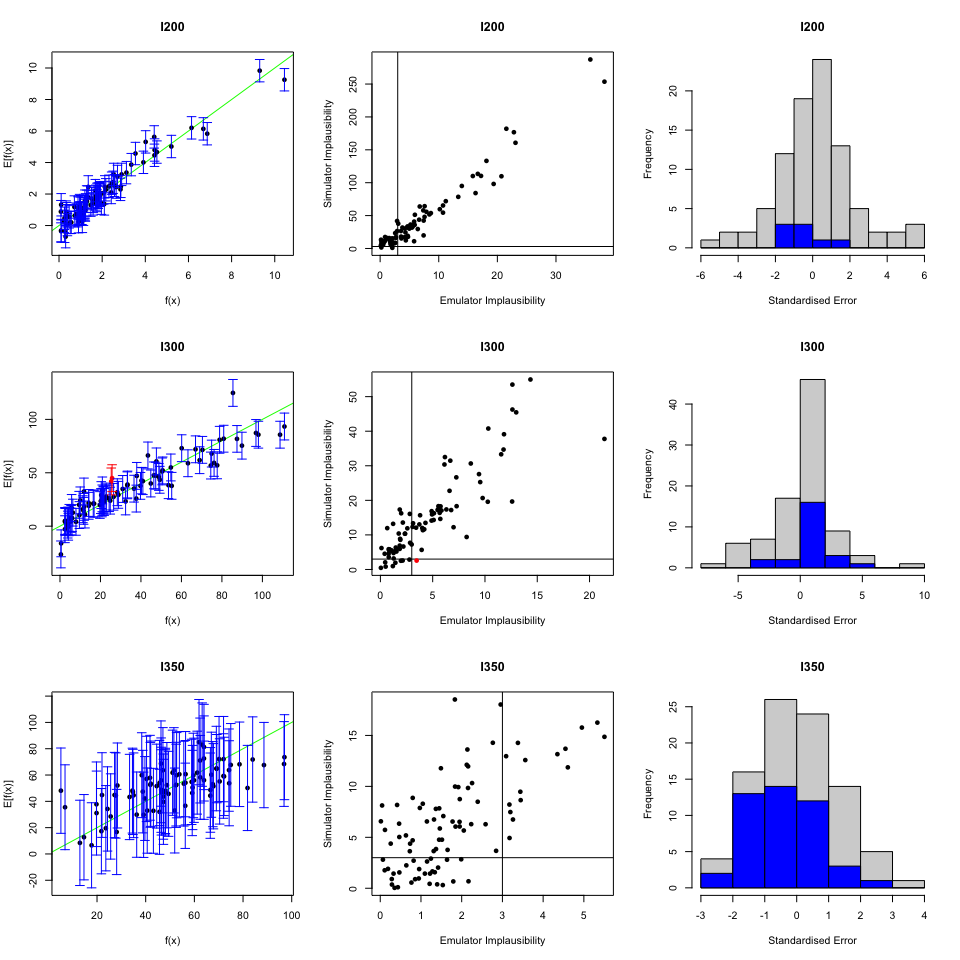 I200 I200 I200
10
8
6
4
2
0
E[f(x)]
0 2 4 6 8 10
f(x)
250
200
150
100
50
0
Simulator Implausibility
0 10 20 30
Emulator Implausibility
20
15
10
5
0
Frequency
-6 -4 -2 0 2 4 6
Standardised Error
I300 I300 I300
100
50
0
E[f(x)]
0 20 40 60 80 100
f(x)
50
40
30
20
10
0
Simulator Implausibility
0 5 10 15 20
Emulator Implausibility
40
30
20
10
0
Frequency
-5 0 5 10
Standardised Error
I350 I350 I350
100
80
60
40
20
0
-20
E[f(x)]
20 40 60 80 100
f(x)
15
10
5
0
Simulator Implausibility
0 1 2 3 4 5
Emulator Implausibility
25
20
15
10
5
0
Frequency
-3 -2 -1 0 1 2 3 4
Standardised Error